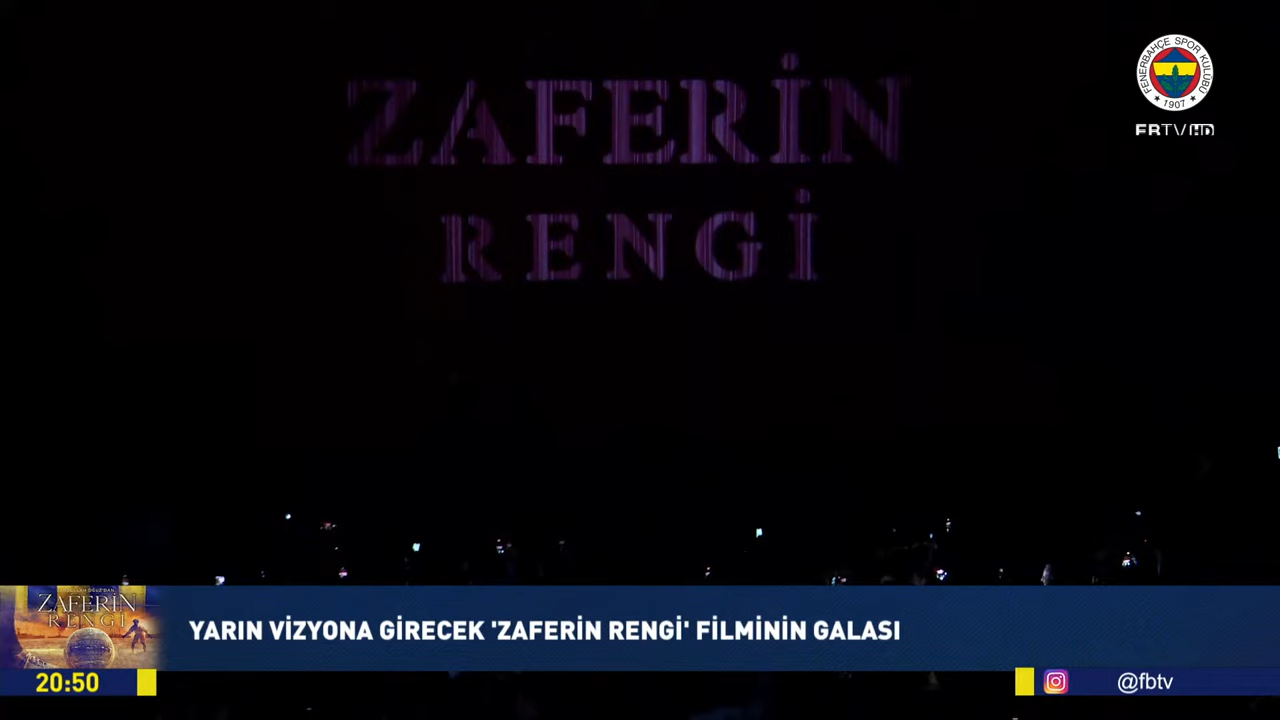 ZAFERİN
RENGİ
FENERBAHÇE SPOR KULÜBÜ
1907
FBTV HD
ZAFERİN
RENGİ
YARIN VİZYONA GİRECEK 'ZAFERİN RENGİ' FİLMİNİN GALASI
20:50
@fbtv